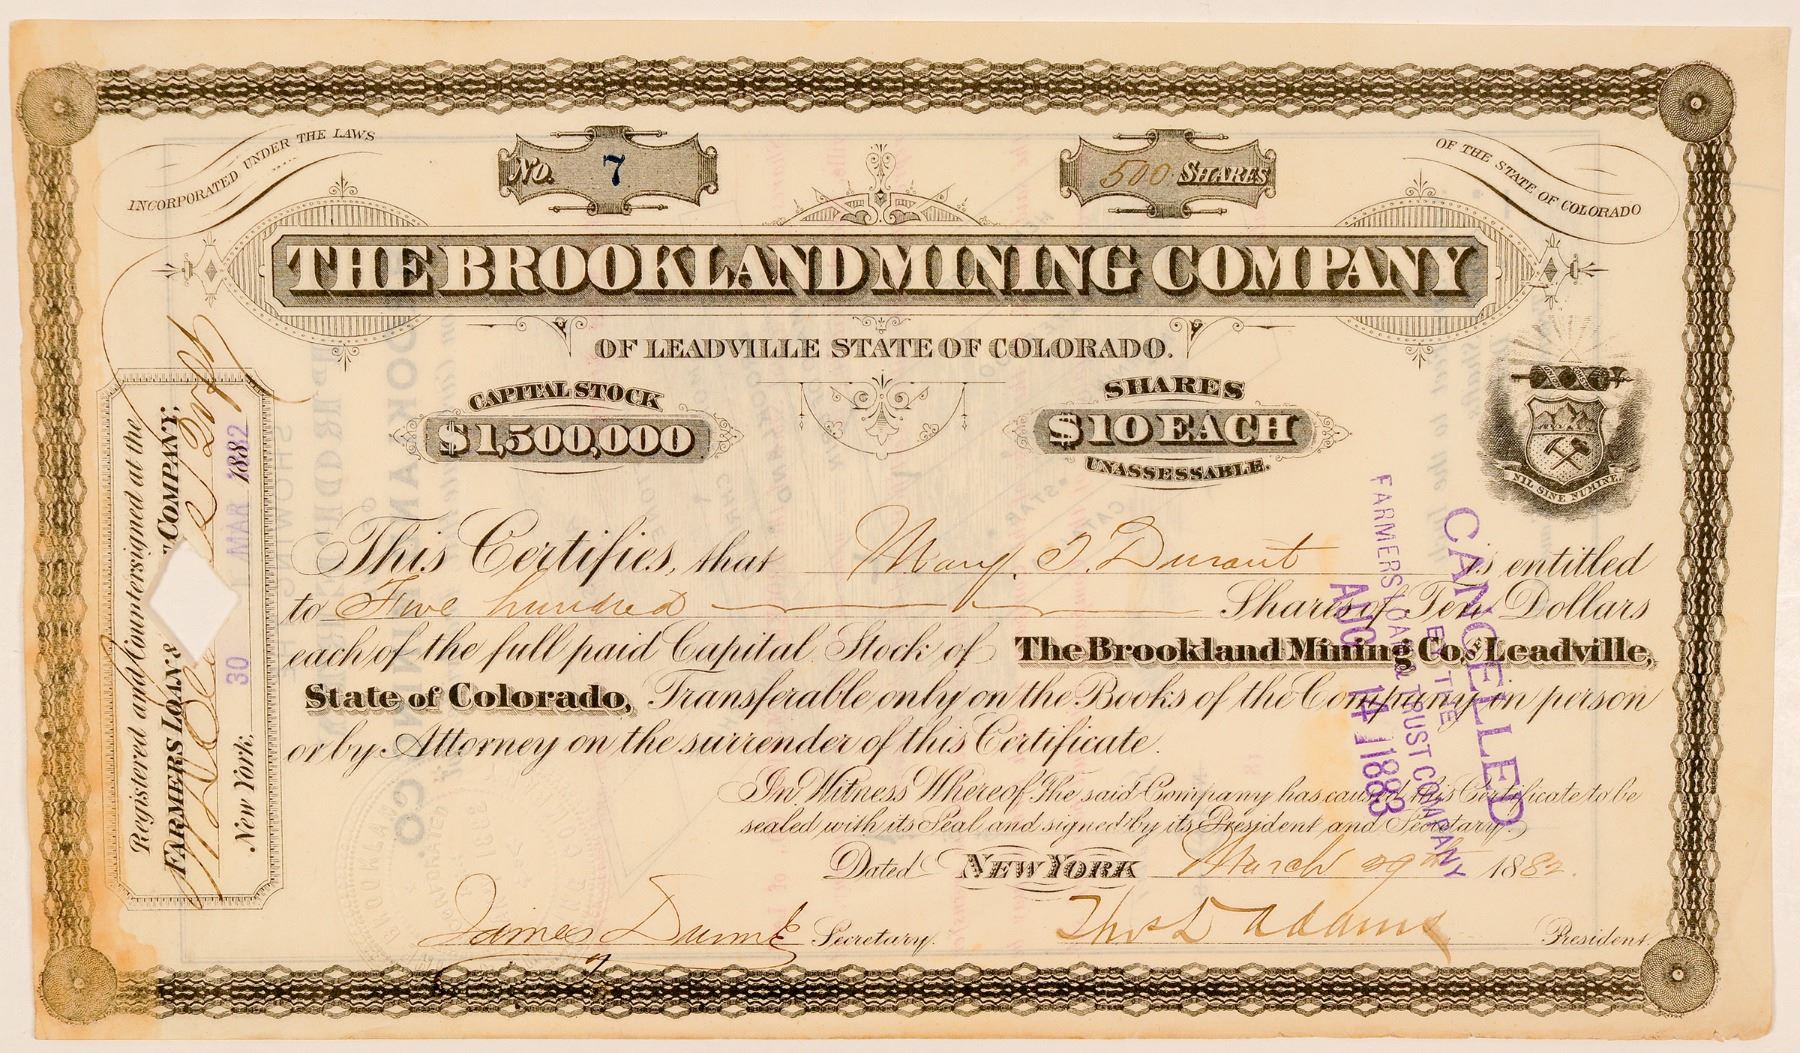 INCORPORATED UNDER THE LAWS
OF THE STATE OF COLORADO
No. 7
500 SHARES
THE BROOKLAND MINING COMPANY
OF LEADVILLE STATE OF COLORADO.
CAPITAL STOCK
$1,500,000
SHARES
$10 EACH
UNASSESSABLE.
NIL SINE NUMINE.
This Certifies, that Mary. T. Durant is entitled
to Five hundred Shares of Ten Dollars
each of the full paid Capital Stock of The Brookland Mining Co., Leadville,
State of Colorado, Transferable only on the Books of the Company in person
or by Attorney on the surrender of this Certificate.
In Witness Whereof The said Company has caused this Certificate to be
sealed with its Seal and signed by its President and Secretary.
Dated NEW YORK March 29th 1882.
James Secretary.
Thos L Adams President
Registered and Countersigned at the
FARMERS LOAN & COMPANY,
30 MAR 1882
New York.
CANCELLED
BY THE
FARMERS LOAN & TRUST COMPANY
AUG 14 1883